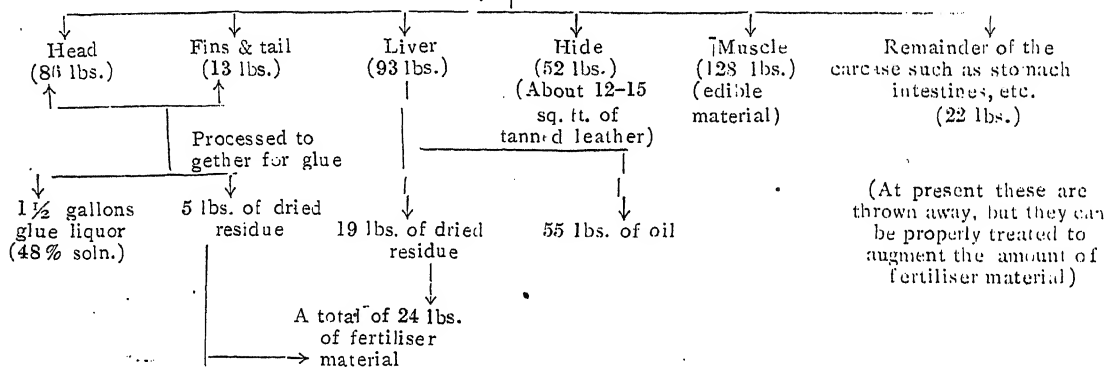 Head
(86 lbs.)
Fins & tail
(13 lbs.)
Liver
(93 lbs.)
Hide
(52 lbs.)
(About 12-15
sq. ft. of
tanned leather)
Muscle
(128 lbs.)
(edible
material)
Remainder of the
carcase such as stomach
intestines, etc.
(22 lbs.)
Processed to
gether for glue
1½ gallons
glue liquor
(48% soln.)
5 lbs. of dried
residue
19 lbs. of dried
residue
55 lbs. of oil
(At present these are
thrown away, but they can
be properly treated to
augment the amount of
fertiliser material)
A total of 24 lbs.
of fertiliser
material